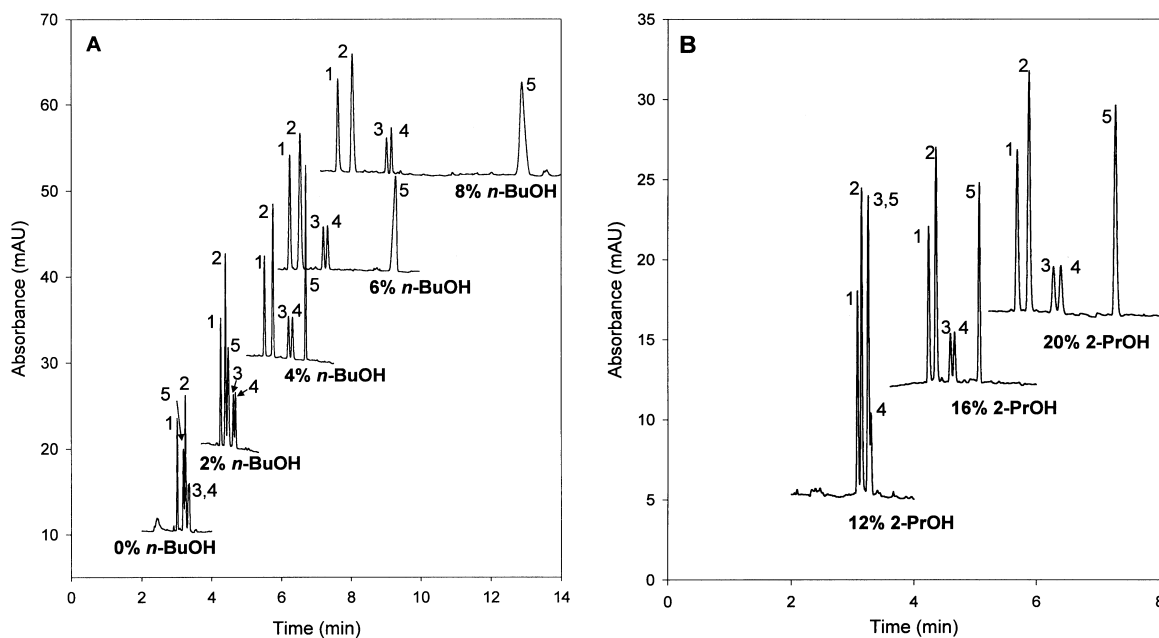 A
Absorbance (mAU)
70
60
50
40
30
20
10
0 2 4 6 8 10 12 14
Time (min)
1 2 3 4 5
8% n-BuOH
1 2 3 4 5
6% n-BuOH
1 2 3 4 5
4% n-BuOH
1 2 5 3 4
2% n-BuOH
1 5 2 3,4
0% n-BuOH
B
Absorbance (mAU)
35
30
25
20
15
10
5
0
0 2 4 6 8
Time (min)
1 2 3 4 5
20% 2-PrOH
1 2 3 4 5
16% 2-PrOH
1 2 3,5 4
12% 2-PrOH